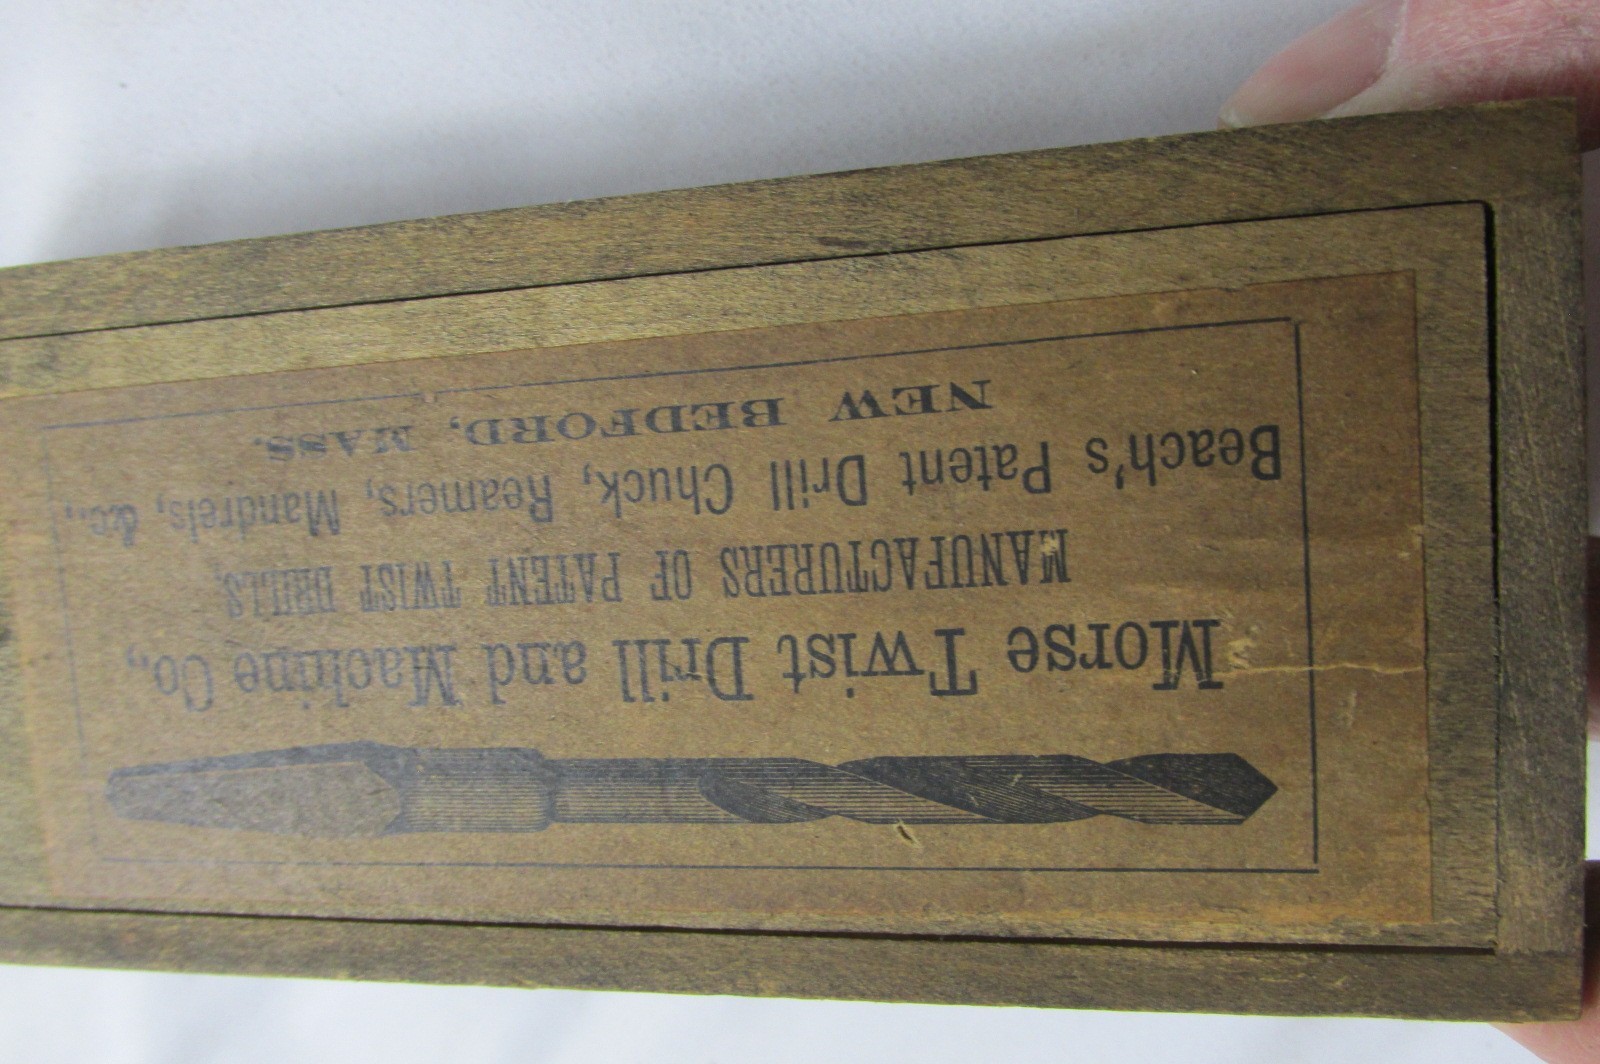 Morse Twist Drill and Machine Co.,
MANUFACTURERS OF PATENT TWIST DRILLS,
Beach's Patent Drill Chuck, Reamers, Mandrels, &c.,
NEW BEDFORD, MASS.